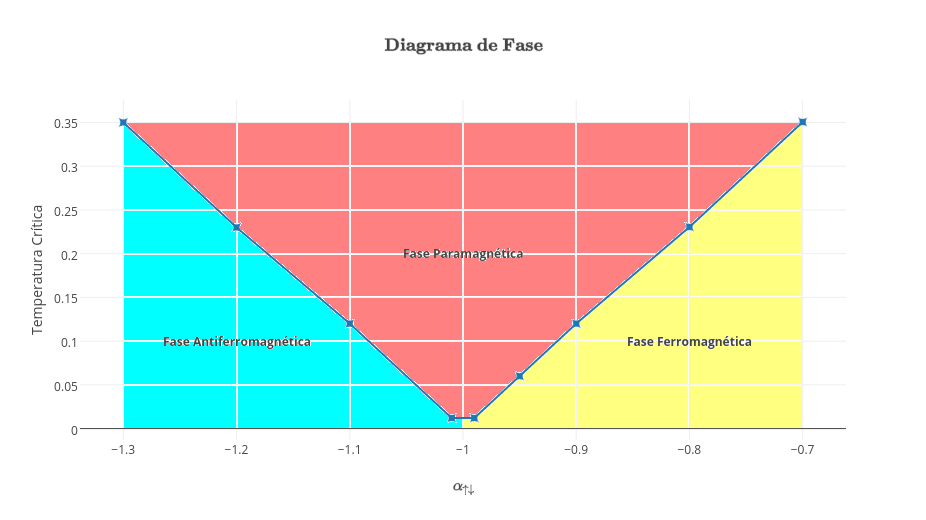 Diagrama de Fase
Temperatura Crítica
0.35
0.3
0.25
0.2
0.15
0.1
0.05
0
Fase Paramagnética
Fase Antiferromagnética
Fase Ferromagnética
−1.3
−1.2
−1.1
−1
−0.9
−0.8
−0.7
α↑↓